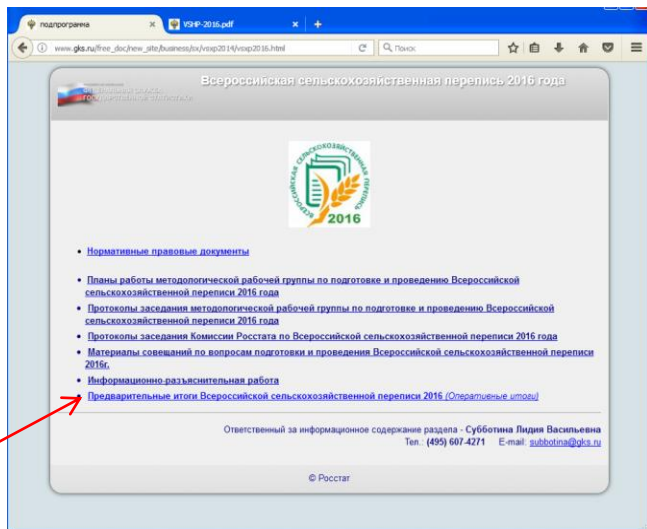 подпрограмма
VSHP-2016.pdf
www.gks.ru/free_doc/new_site/business/sx/vsxp2014/vsxp2016.html
Поиск
Всероссийская сельскохозяйственная перепись 2016 года
ФЕДЕРАЛЬНАЯ СЛУЖБА
ГОСУДАРСТВЕННОЙ СТАТИСТИКИ
ВСЕРОССИЙСКАЯ СЕЛЬСКОХОЗЯЙСТВЕННАЯ ПЕРЕПИСЬ
2016
• Нормативные правовые документы
• Планы работы методологической рабочей группы по подготовке и проведению Всероссийской
сельскохозяйственной переписи 2016 года
• Протоколы заседания методологической рабочей группы по подготовке и проведению Всероссийской
сельскохозяйственной переписи 2016 года
• Протоколы заседания Комиссии Росстата по Всероссийской сельскохозяйственной переписи 2016 года
• Материалы совещаний по вопросам подготовки и проведения Всероссийской сельскохозяйственной переписи
2016г.
• Информационно-разъяснительная работа
• Предварительные итоги Всероссийской сельскохозяйственной переписи 2016 (Оперативные итоги)
Ответственный за информационное содержание раздела - Субботина Лидия Васильевна
Тел.: (495) 607-4271 E-mail: subbotina@gks.ru
© Росстат